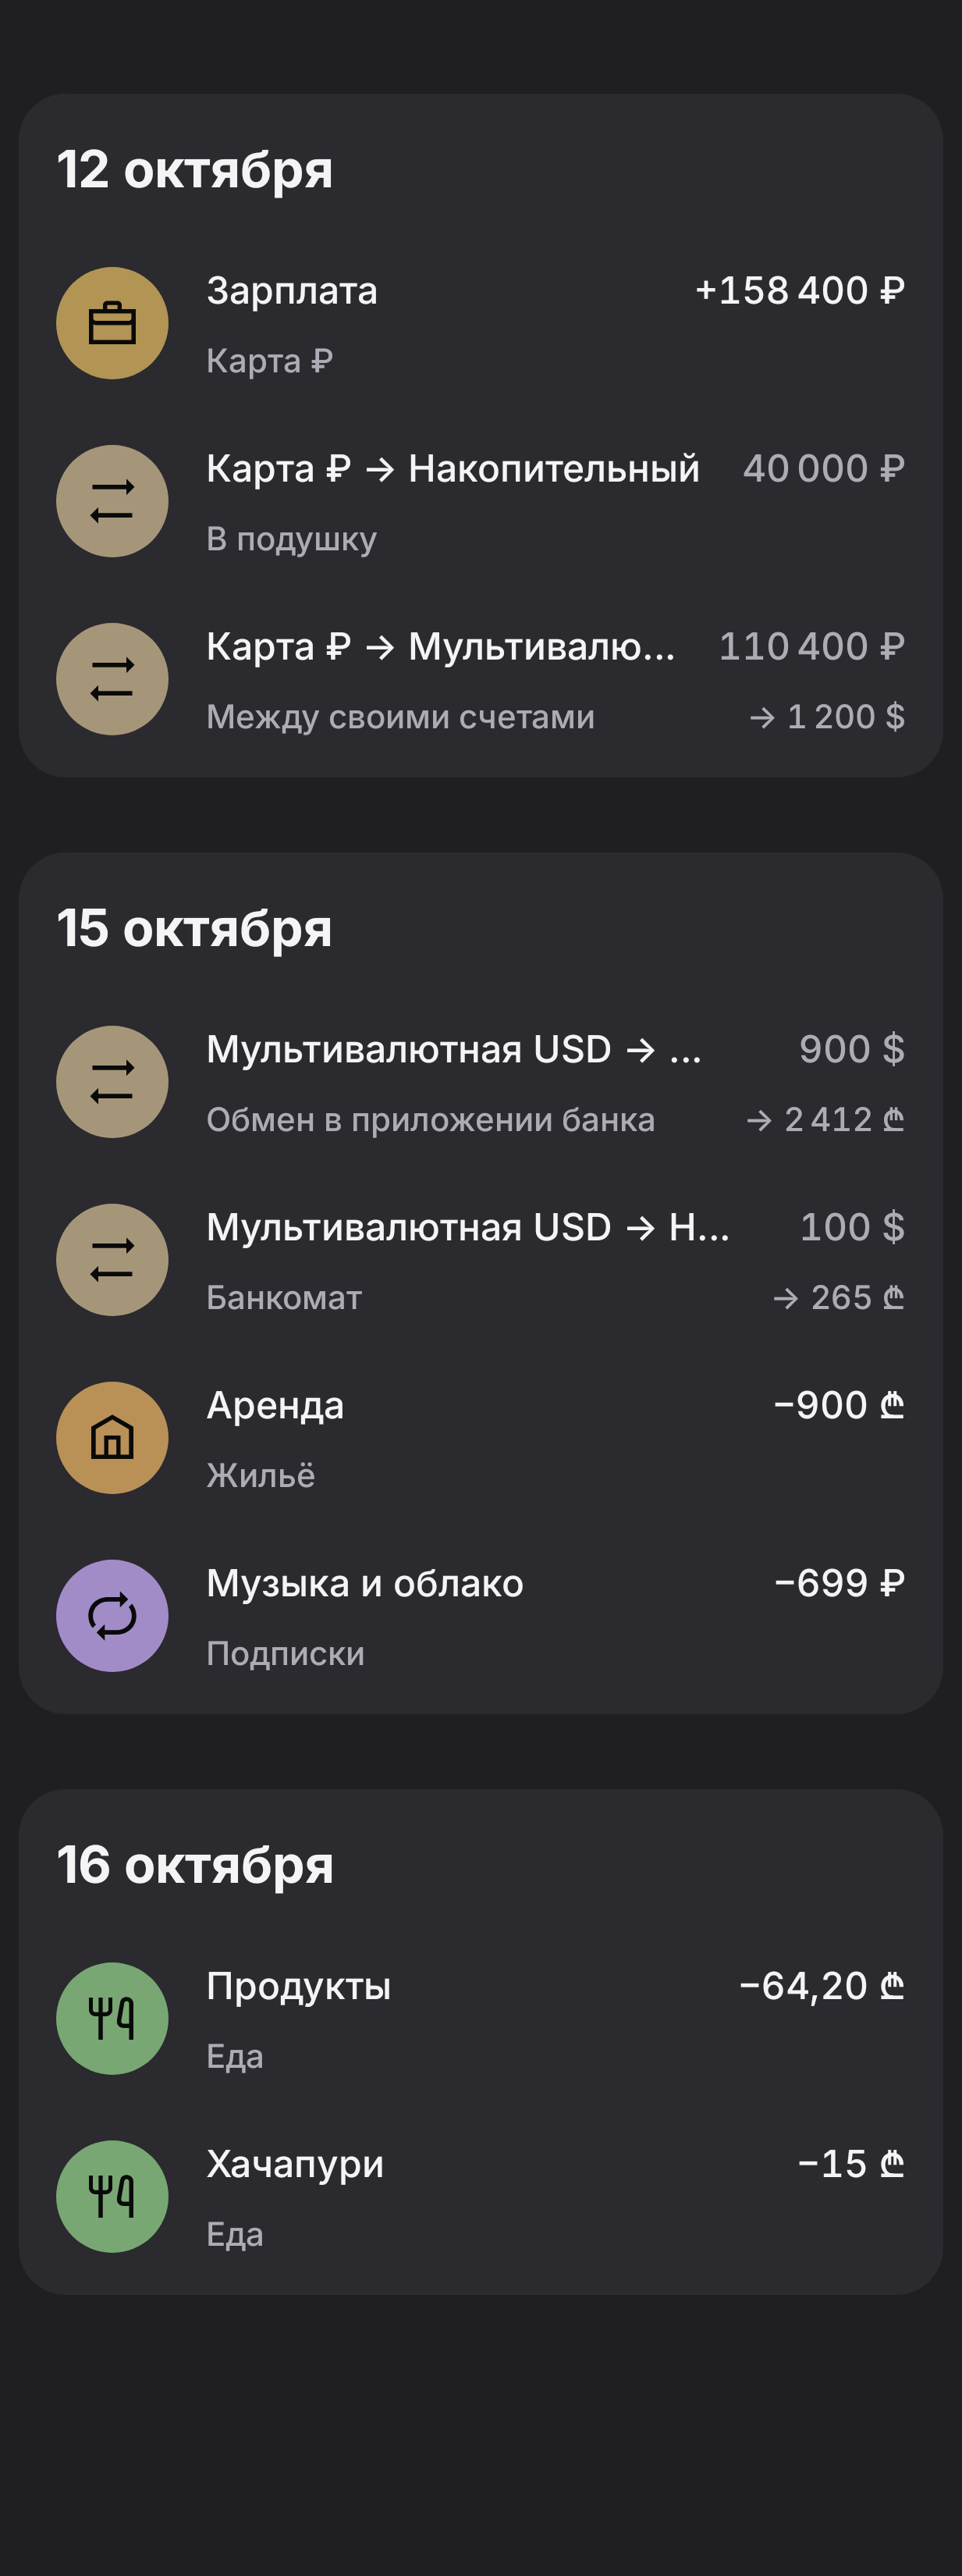 12 октября
Зарплата +158 400 ₽
Карта ₽
Карта ₽ → Накопительный 40 000 ₽
В подушку
Карта ₽ → Мультивалю... 110 400 ₽
Между своими счетами → 1 200 $
15 октября
Мультивалютная USD → ... 900 $
Обмен в приложении банка → 2 412 ₾
Мультивалютная USD → Н... 100 $
Банкомат → 265 ₾
Аренда −900 ₾
Жильё
Музыка и облако −699 ₽
Подписки
16 октября
Продукты −64,20 ₾
Еда
Хачапури −15 ₾
Еда